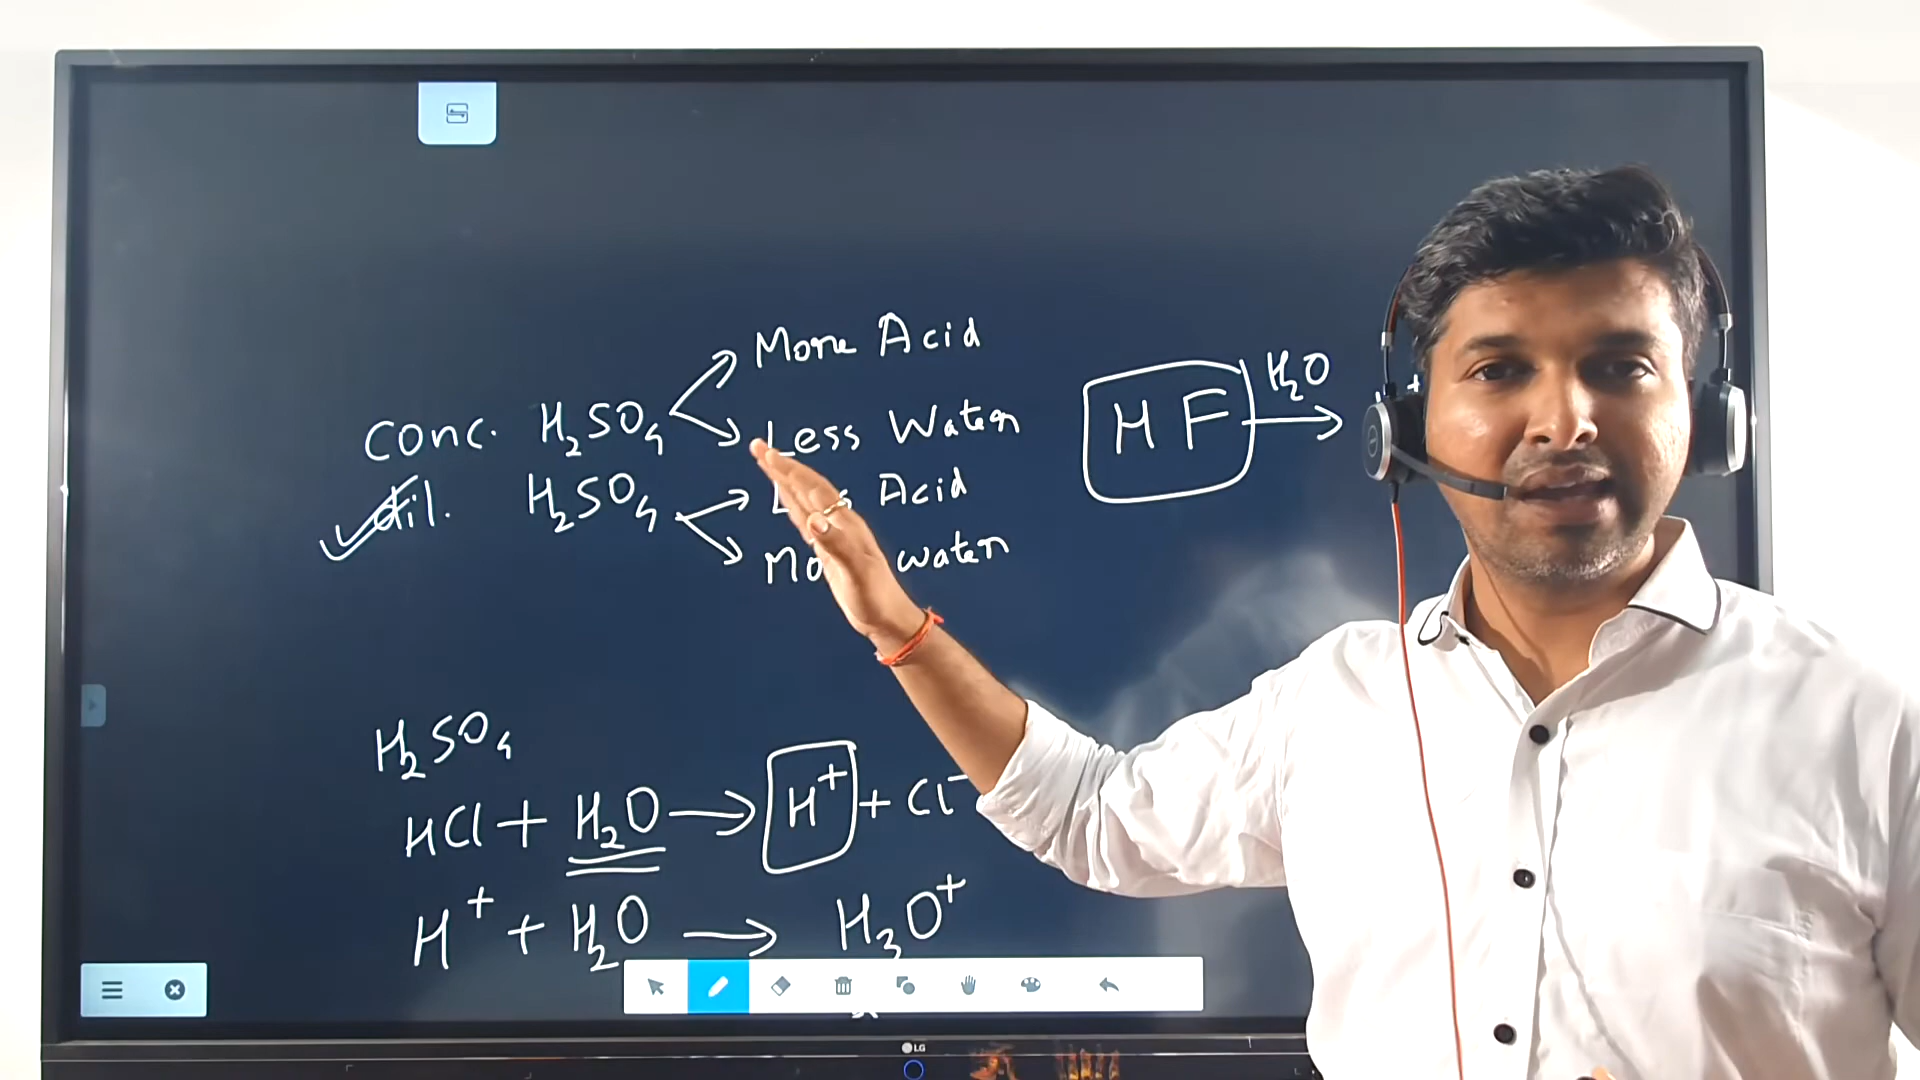 More Acid
conc. H₂SO₄
Less Water
dil. H₂SO₄
Acid
water
HF H₂O
+
H₂SO₄
HCl + H₂O → H⁺ + Cl⁻
H⁺ + H₂O → H₃O⁺
LG